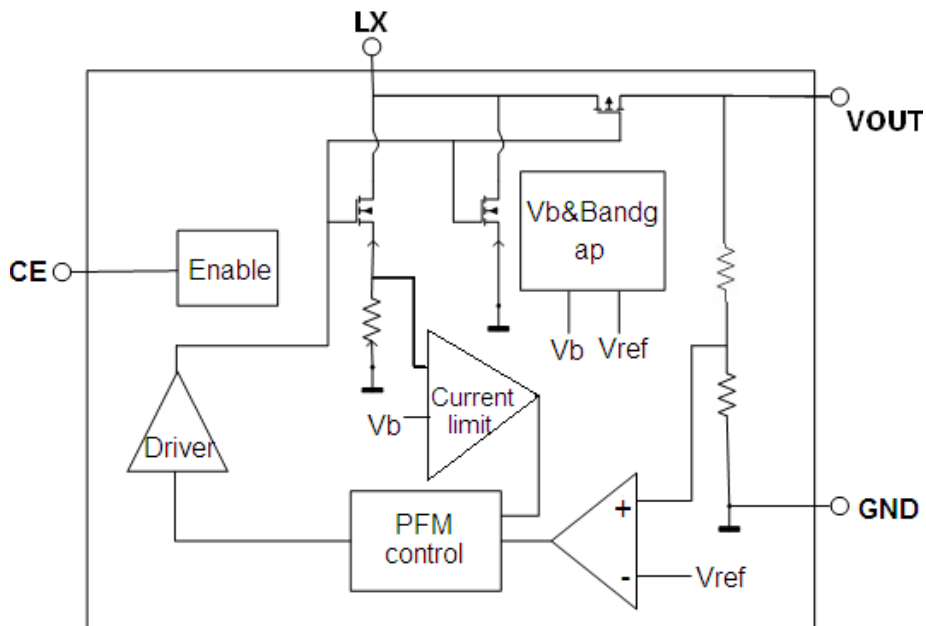 LX
VOUT
Vb&Bandg
ap
CE
Enable
Vb
Vref
Current
limit
Vb
Driver
PFM
control
+
-
Vref
GND